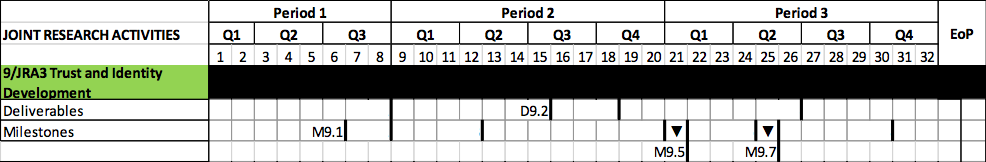 Period 1 Period 2 Period 3
JOINT RESEARCH ACTIVITIES Q1 Q2 Q3 Q1 Q2 Q3 Q4 Q1 Q2 Q3 Q4 EoP
1 2 3 4 5 6 7 8 9 10 11 12 13 14 15 16 17 18 19 20 21 22 23 24 25 26 27 28 29 30 31 32
9/JRA3 Trust and Identity
Development
Deliverables D9.2
Milestones M9.1 ▼ ▼
M9.5 M9.7